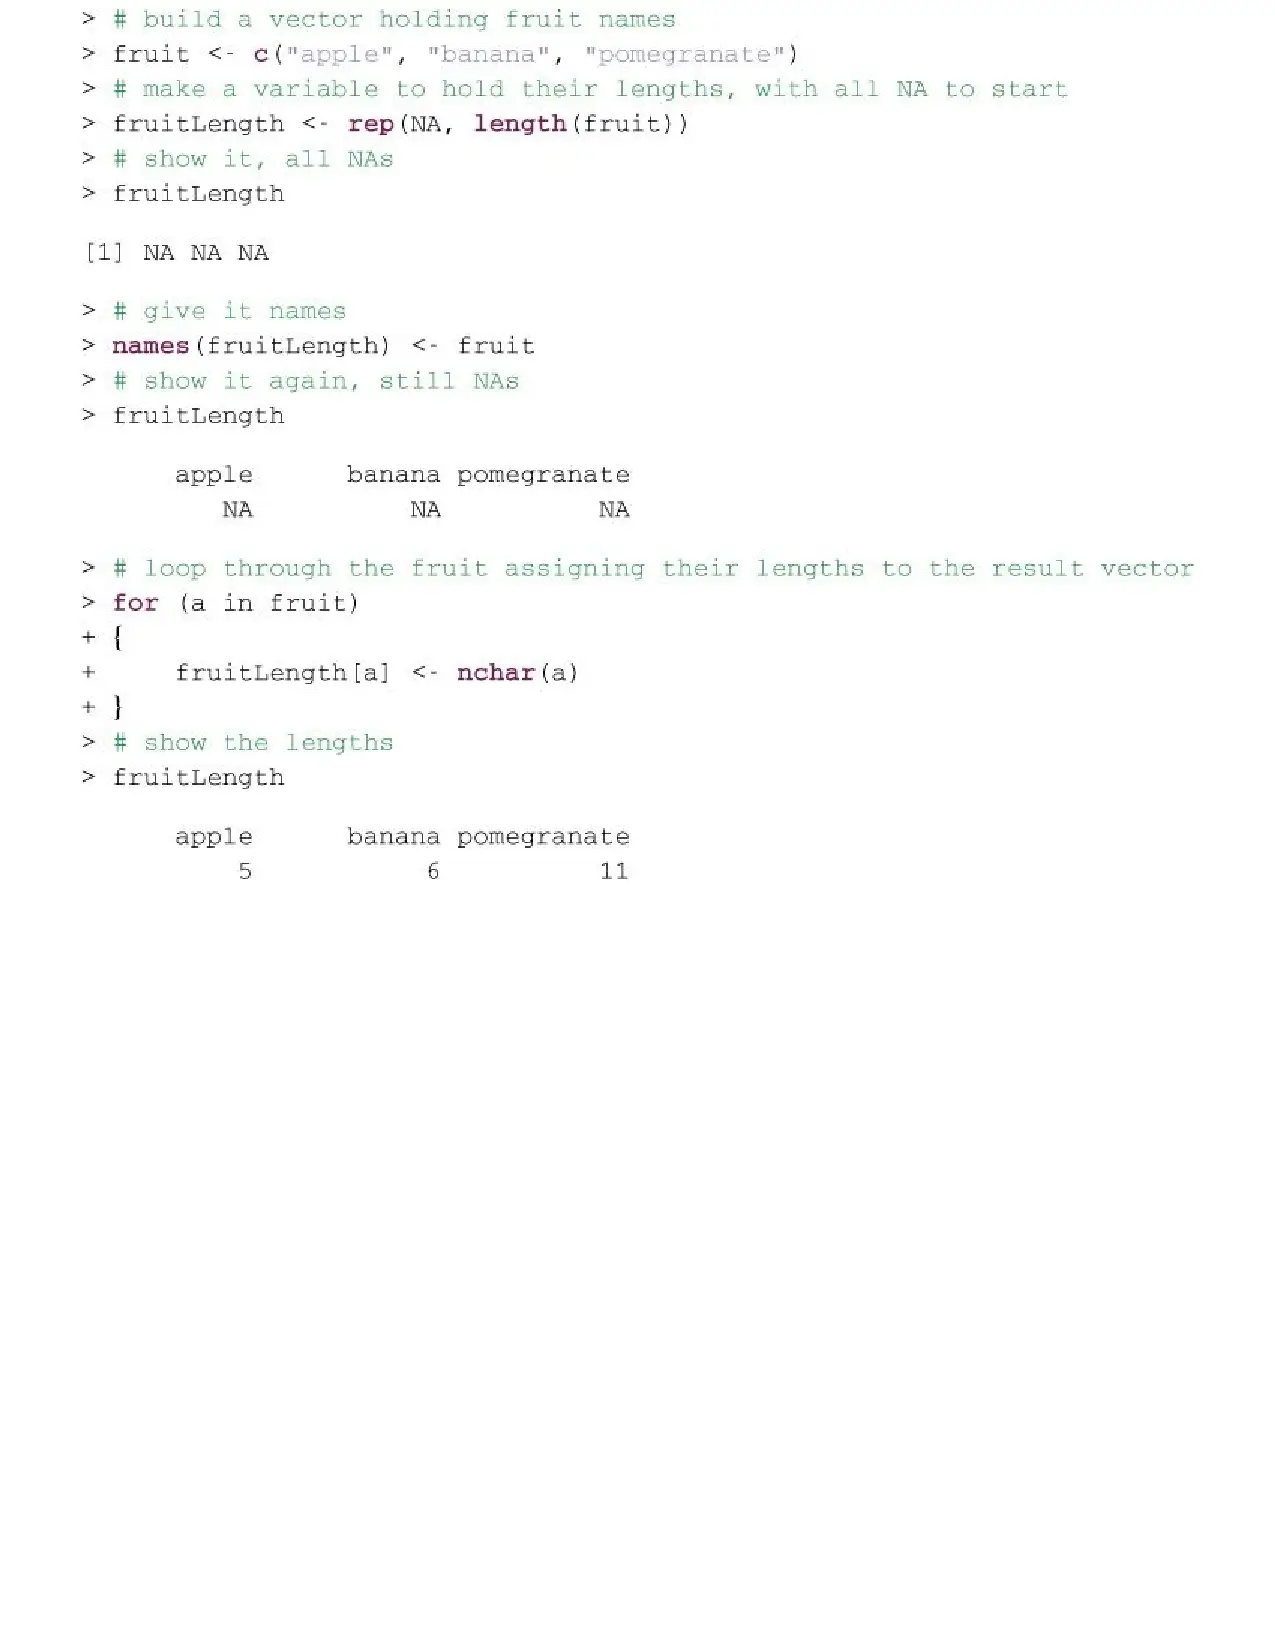 > # build a vector holding fruit names
> fruit <- c("apple", "banana", "pomegranate")
> # make a variable to hold their lengths, with all NA to start
> fruitLength <- rep(NA, length(fruit))
> # show it, all NAs
> fruitLength
[1] NA NA NA
> # give it names
> names(fruitLength) <- fruit
> # show it again, still NAs
> fruitLength
apple banana pomegranate
NA NA NA
> # loop through the fruit assigning their lengths to the result vector
> for (a in fruit)
+ {
+     fruitLength[a] <- nchar(a)
+ }
> # show the lengths
> fruitLength
apple banana pomegranate
5 6 11